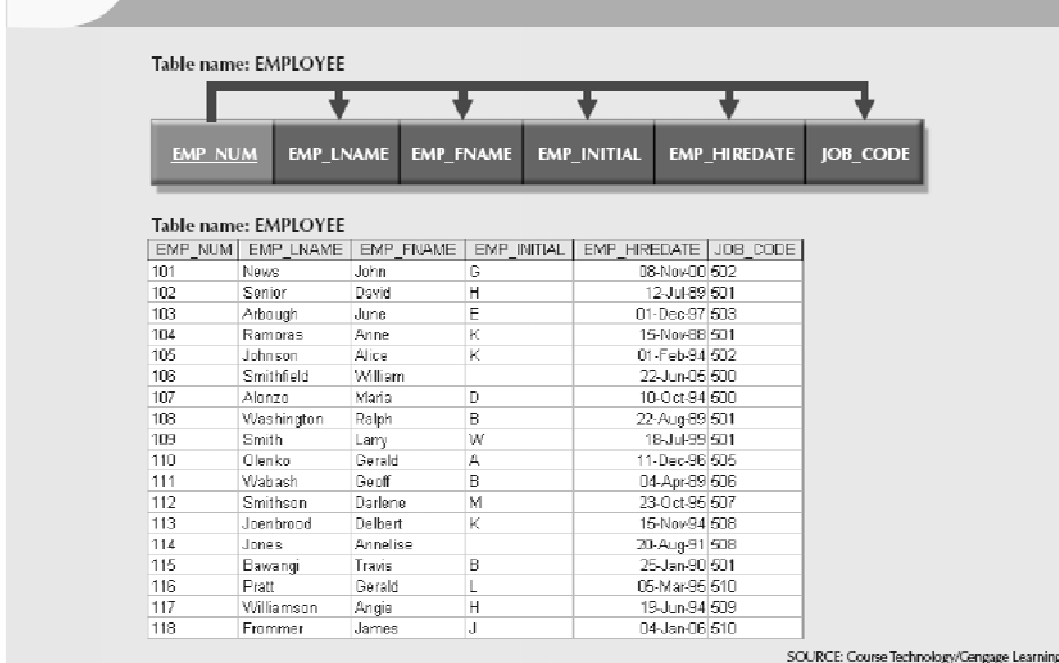 Table name: EMPLOYEE
EMP_NUM EMP_LNAME EMP_FNAME EMP_INITIAL EMP_HIREDATE JOB_CODE
Table name: EMPLOYEE
EMP_NUM EMP_LNAME EMP_FNAME EMP_INITIAL EMP_HIREDATE JOB_CODE
101 News John G 08-Nov-00 502
102 Senior David H 12-Jul-89 501
103 Arbough June E 01-Dec-97 503
104 Ramoras Anne K 15-Nov-88 501
105 Johnson Alice K 01-Feb-94 502
106 Smithfield William 22-Jun-05 500
107 Alonzo Maria D 10-Oct-94 500
108 Washington Ralph B 22-Aug-89 501
109 Smith Larry W 18-Jul-99 501
110 Olenko Gerald A 11-Dec-96 505
111 Wabash Geoff B 04-Apr-89 506
112 Smithson Darlene M 23-Oct-95 507
113 Joenbrood Delbert K 15-Nov-94 508
114 Jones Annelise 20-Aug-91 508
115 Bawangi Travis B 25-Jan-90 501
116 Pratt Gerald L 05-Mar-95 510
117 Williamson Angie H 19-Jun-94 509
118 Frommer James J 04-Jan-06 510
SOURCE: Course Technology/Cengage Learning